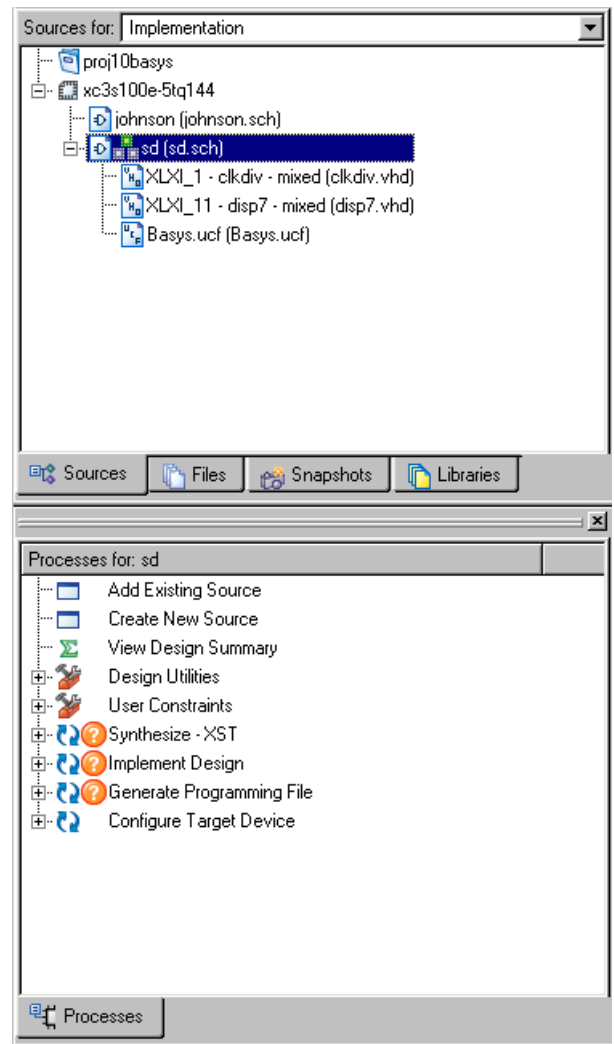 Sources for: Implementation
proj10basys
xc3s100e-5tq144
johnson (johnson.sch)
sd (sd.sch)
XLXI_1 - clkdiv - mixed (clkdiv.vhd)
XLXI_11 - disp7 - mixed (disp7.vhd)
Basys.ucf (Basys.ucf)
Sources Files Snapshots Libraries
Processes for: sd
Add Existing Source
Create New Source
View Design Summary
Design Utilities
User Constraints
Synthesize - XST
Implement Design
Generate Programming File
Configure Target Device
Processes